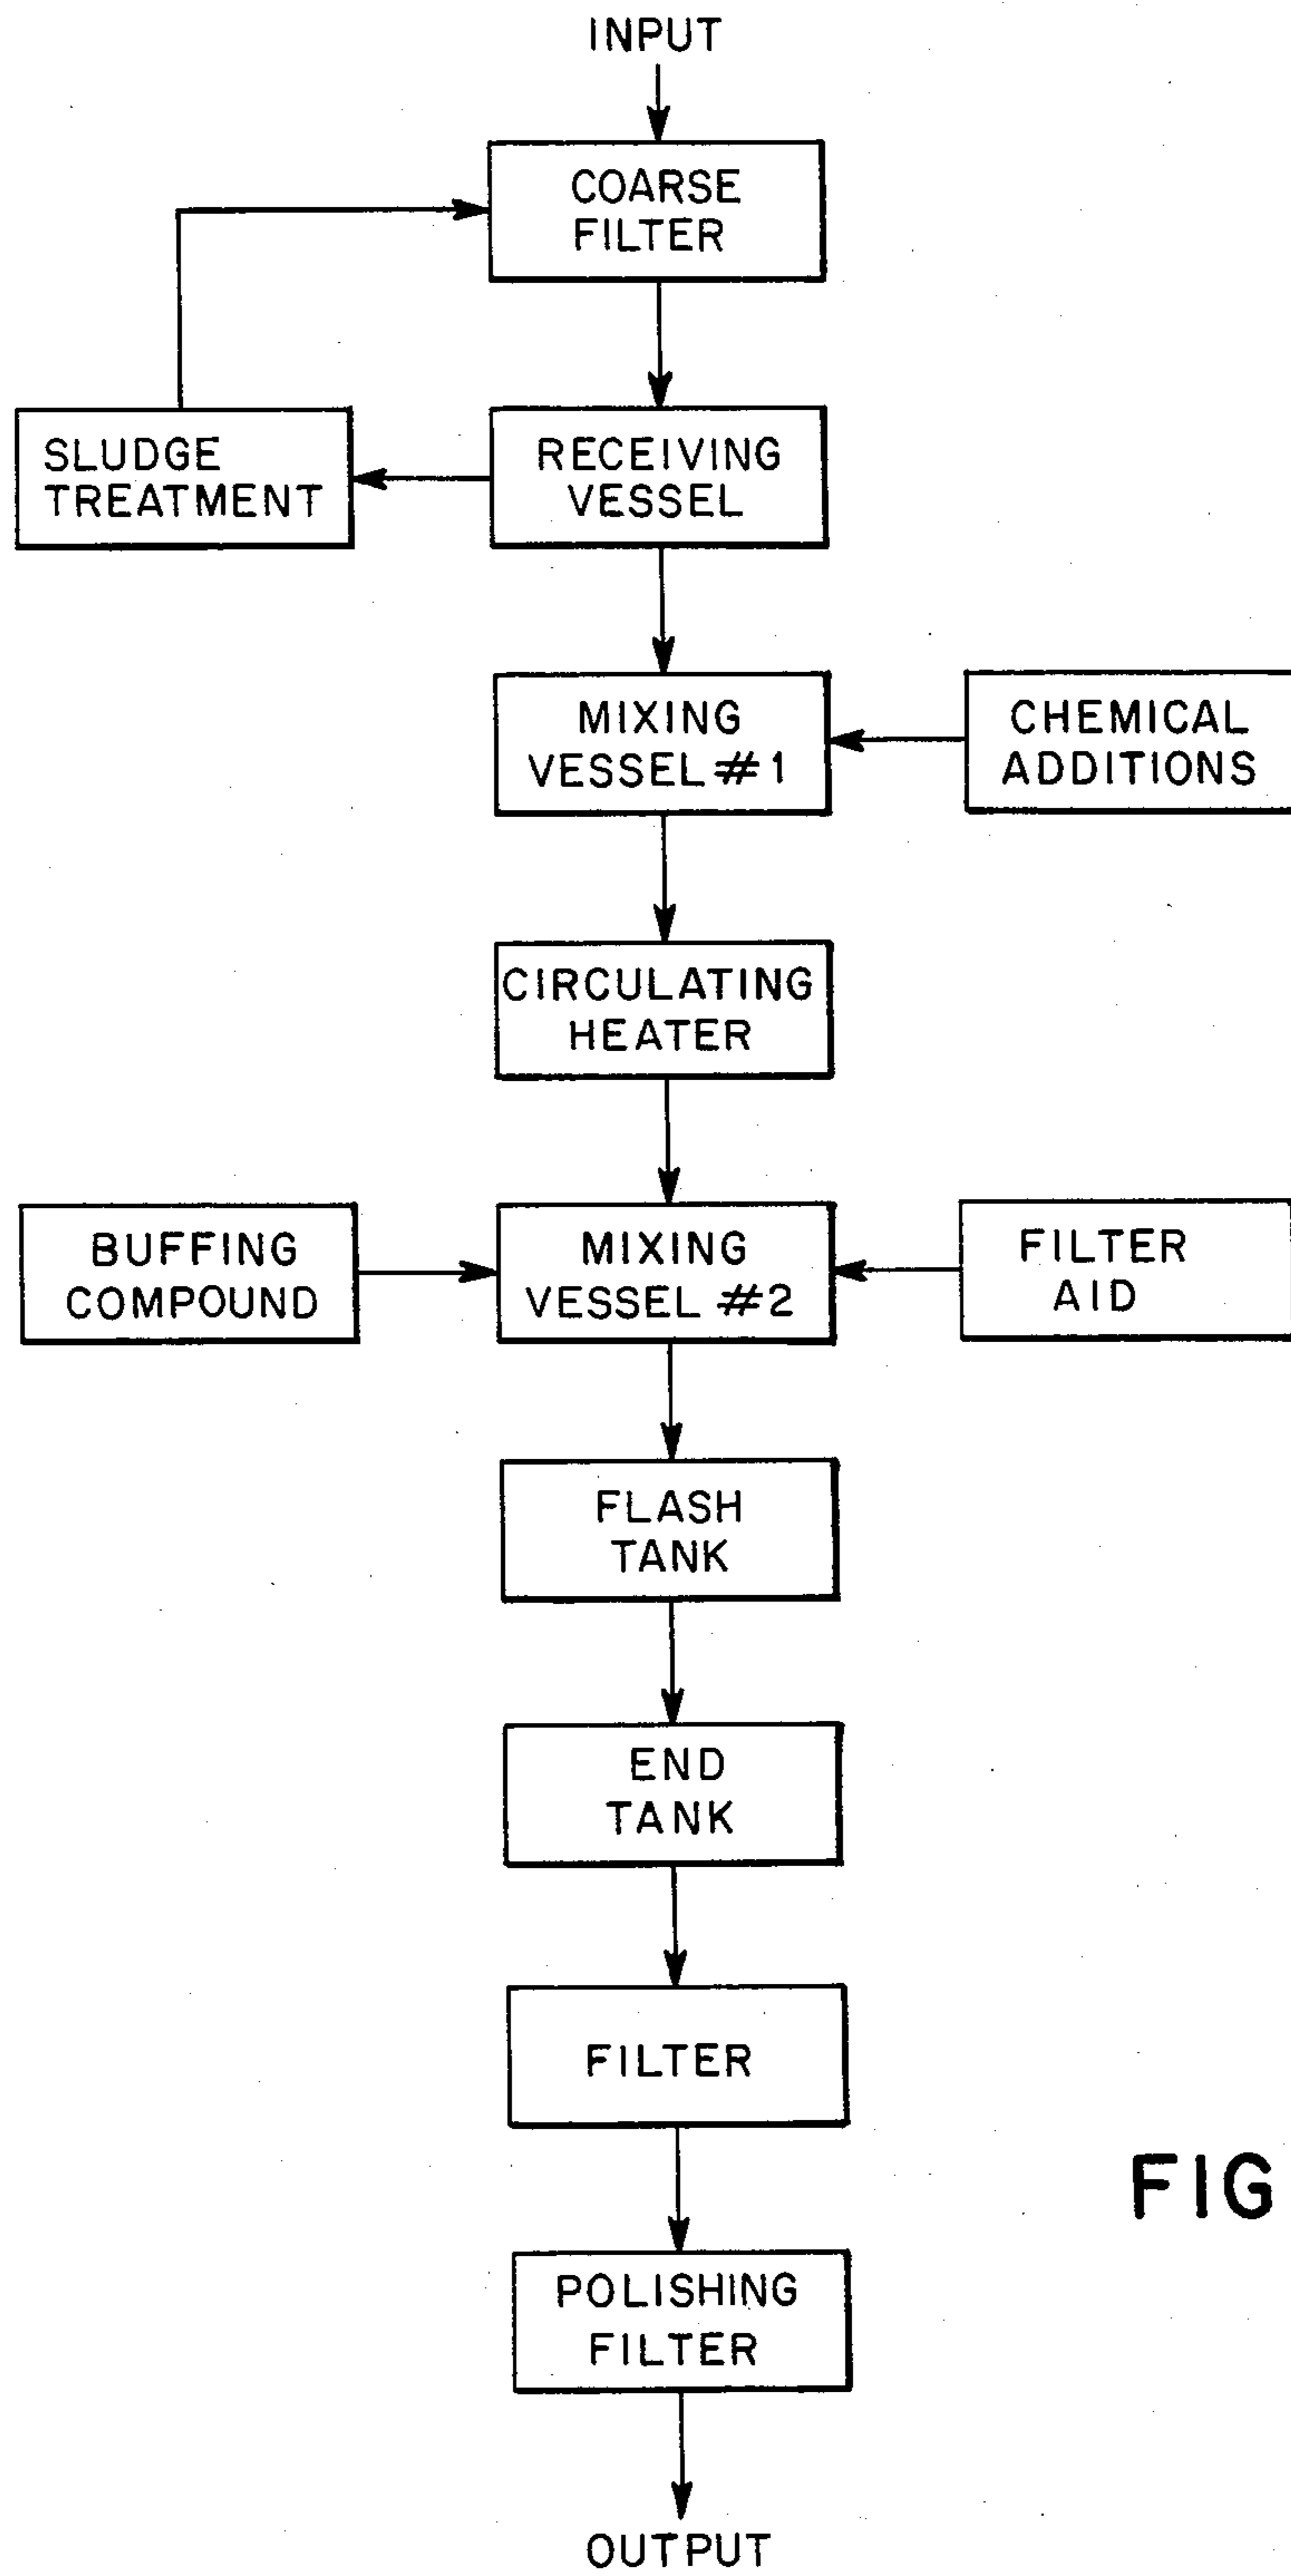 INPUT
COARSE
FILTER
SLUDGE
TREATMENT
RECEIVING
VESSEL
MIXING
VESSEL #1
CHEMICAL
ADDITIONS
CIRCULATING
HEATER
BUFFING
COMPOUND
MIXING
VESSEL #2
FILTER
AID
FLASH
TANK
END
TANK
FILTER
FIG
POLISHING
FILTER
OUTPUT